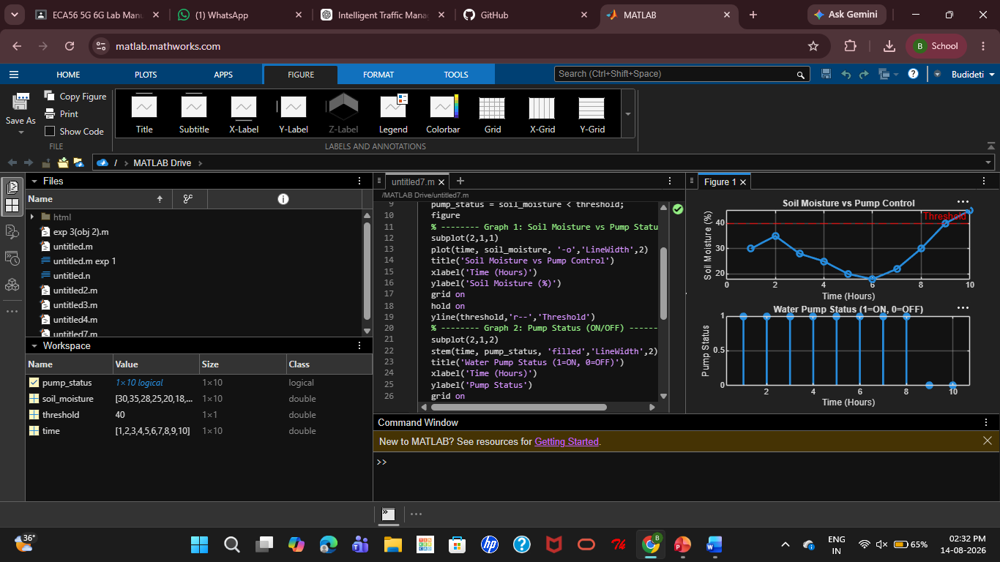 ECA56 5G 6G Lab Manu
(1) WhatsApp
Intelligent Traffic Mana
GitHub
MATLAB
Ask Gemini
matlab.mathworks.com
B School
HOME PLOTS APPS FIGURE FORMAT TOOLS
Search (Ctrl+Shift+Space)
Budideti
Save As
Copy Figure
Print
Show Code
FILE
Title Subtitle X-Label Y-Label Z-Label Legend Colorbar Grid X-Grid Y-Grid
LABELS AND ANNOTATIONS
/ MATLAB Drive
Files
Name
html
exp 3(obj 2).m
untitled.m
untitled.m exp 1
untitled.n
untitled2.m
untitled3.m
untitled4.m
untitled7.m
Workspace
Name Value Size Class
pump_status 1×10 logical 1×10 logical
soil_moisture [30,35,28,25,20,18,... 1×10 double
threshold 40 1×1 double
time [1,2,3,4,5,6,7,8,9,10] 1×10 double
untitled7.m
/MATLAB Drive/untitled7.m
9 pump_status = soil_moisture < threshold;
10 figure
11 % -------- Graph 1: Soil Moisture vs Pump Statu
12 subplot(2,1,1)
13 plot(time, soil_moisture, '-o','LineWidth',2)
14 title('Soil Moisture vs Pump Control')
15 xlabel('Time (Hours)')
16 ylabel('Soil Moisture (%)')
17 grid on
18 hold on
19 yline(threshold,'r--','Threshold')
20 % -------- Graph 2: Pump Status (ON/OFF) ------
21 subplot(2,1,2)
22 stem(time, pump_status, 'filled','LineWidth',2)
23 title('Water Pump Status (1=ON, 0=OFF)')
24 xlabel('Time (Hours)')
25 ylabel('Pump Status')
26 grid on
Figure 1
Soil Moisture vs Pump Control
Threshold
Soil Moisture (%)
40
30
20
0 2 4 6 8 10
Time (Hours)
Water Pump Status (1=ON, 0=OFF)
Pump Status
1
0.5
0
2 4 6 8 10
Time (Hours)
Command Window
New to MATLAB? See resources for Getting Started.
>>
36°
ENG
IN
65%
02:32 PM
14-08-2026